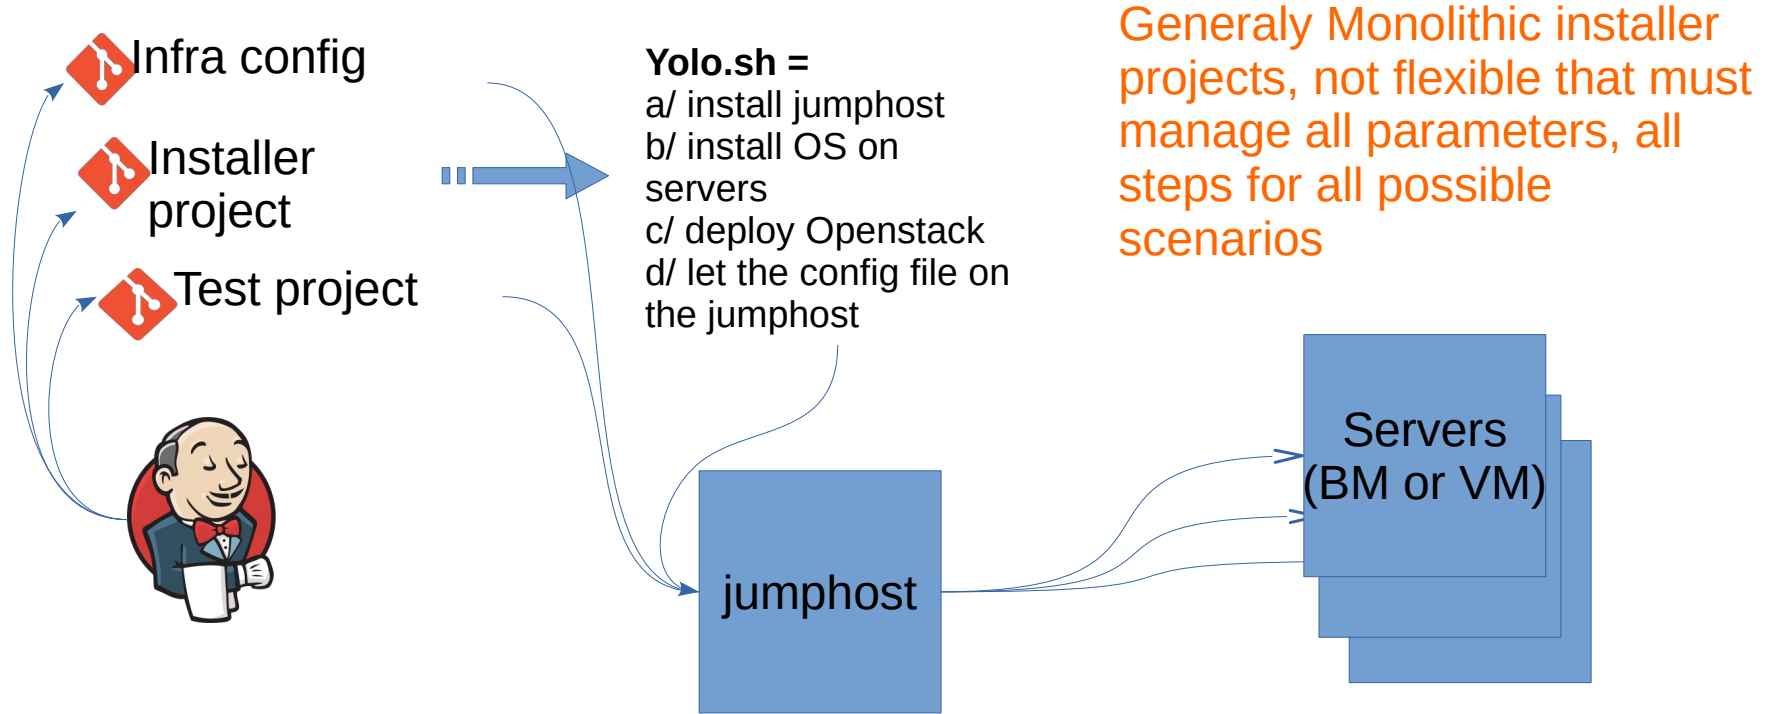 Infra config
Installer
project
Test project
Yolo.sh =
a/ install jumphost
b/ install OS on
servers
c/ deploy Openstack
d/ let the config file on
the jumphost
Generaly Monolithic installer
projects, not flexible that must
manage all parameters, all
steps for all possible
scenarios
jumphost
Servers
(BM or VM)